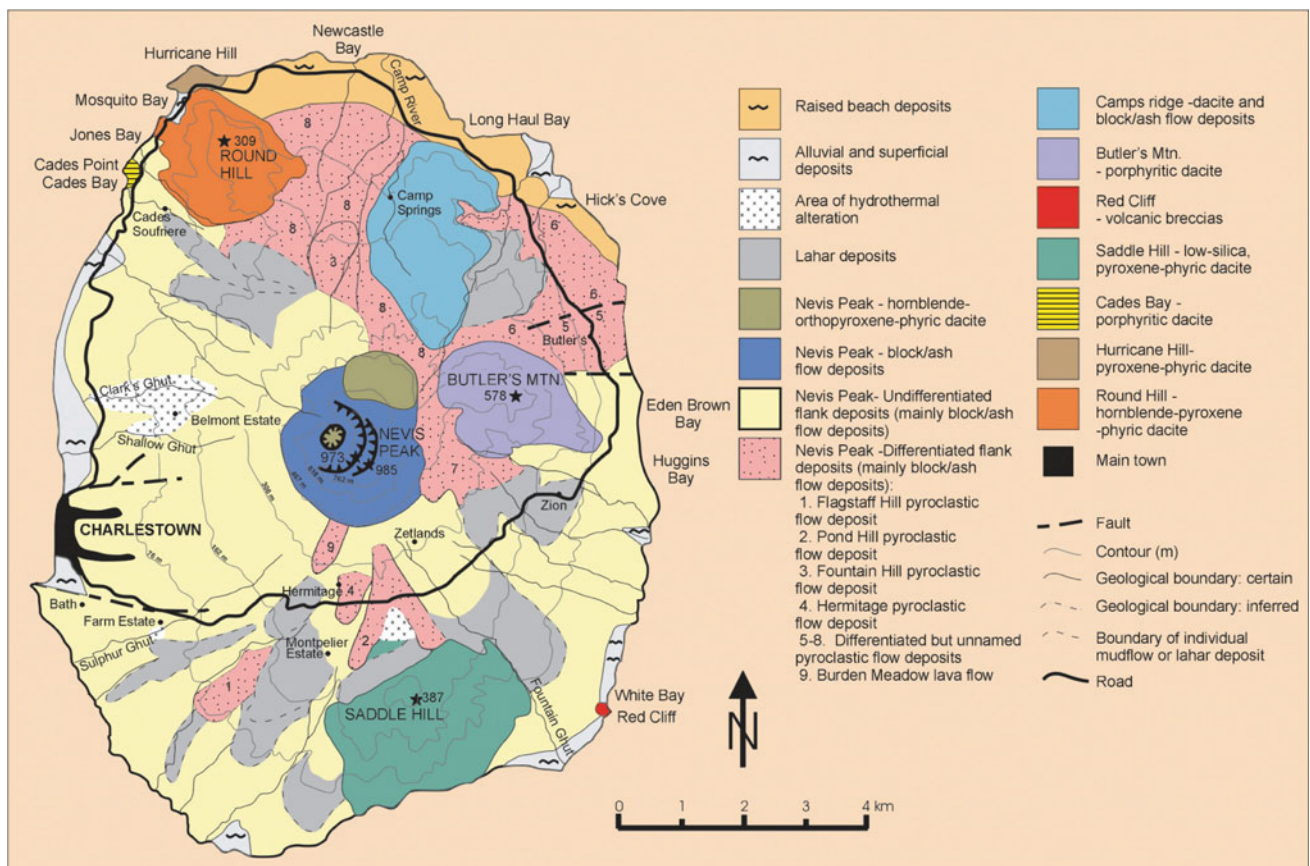 Hurricane Hill
Newcastle
Bay
Camp River
Mosquito Bay
Long Haul Bay
Jones Bay
309
ROUND
HILL
8
Cades Point
Cades Bay
8
Camp
Springs
Hick's Cove
Cades
Soufriere
8
6
3
8
6
5
5
6
Butler's
8
BUTLER'S MTN.
578
Clark's Ghut
Belmont Estate
Eden Brown
Bay
Shallow Ghut
NEVIS
PEAK
973
985
Huggins
Bay
7
Zion
CHARLESTOWN
Zetlands
9
Hermitage
4
Bath
Farm Estate
2
Montpelier
Estate
Sulphur Ghut
1
387
SADDLE HILL
Fountain Ghut
White Bay
Red Cliff
Raised beach deposits
Alluvial and superficial
deposits
Area of hydrothermal
alteration
Lahar deposits
Nevis Peak - hornblende-
orthopyroxene-phyric dacite
Nevis Peak - block/ash
flow deposits
Nevis Peak- Undifferentiated
flank deposits (mainly block/ash
flow deposits)
Nevis Peak -Differentiated flank
deposits (mainly block/ash
flow deposits):
1. Flagstaff Hill pyroclastic
flow deposit
2. Pond Hill pyroclastic
flow deposit
3. Fountain Hill pyroclastic
flow deposit
4. Hermitage pyroclastic
flow deposit
5-8. Differentiated but unnamed
pyroclastic flow deposits
9. Burden Meadow lava flow
Camps ridge -dacite and
block/ash flow deposits
Butler's Mtn.
- porphyritic dacite
Red Cliff
- volcanic breccias
Saddle Hill - low-silica,
pyroxene-phyric dacite
Cades Bay -
porphyritic dacite
Hurricane Hill-
pyroxene-phyric dacite
Round Hill -
hornblende-pyroxene
-phyric dacite
Main town
Fault
Contour (m)
Geological boundary: certain
Geological boundary: inferred
Boundary of individual
mudflow or lahar deposit
Road
N
0 1 2 3 4 km